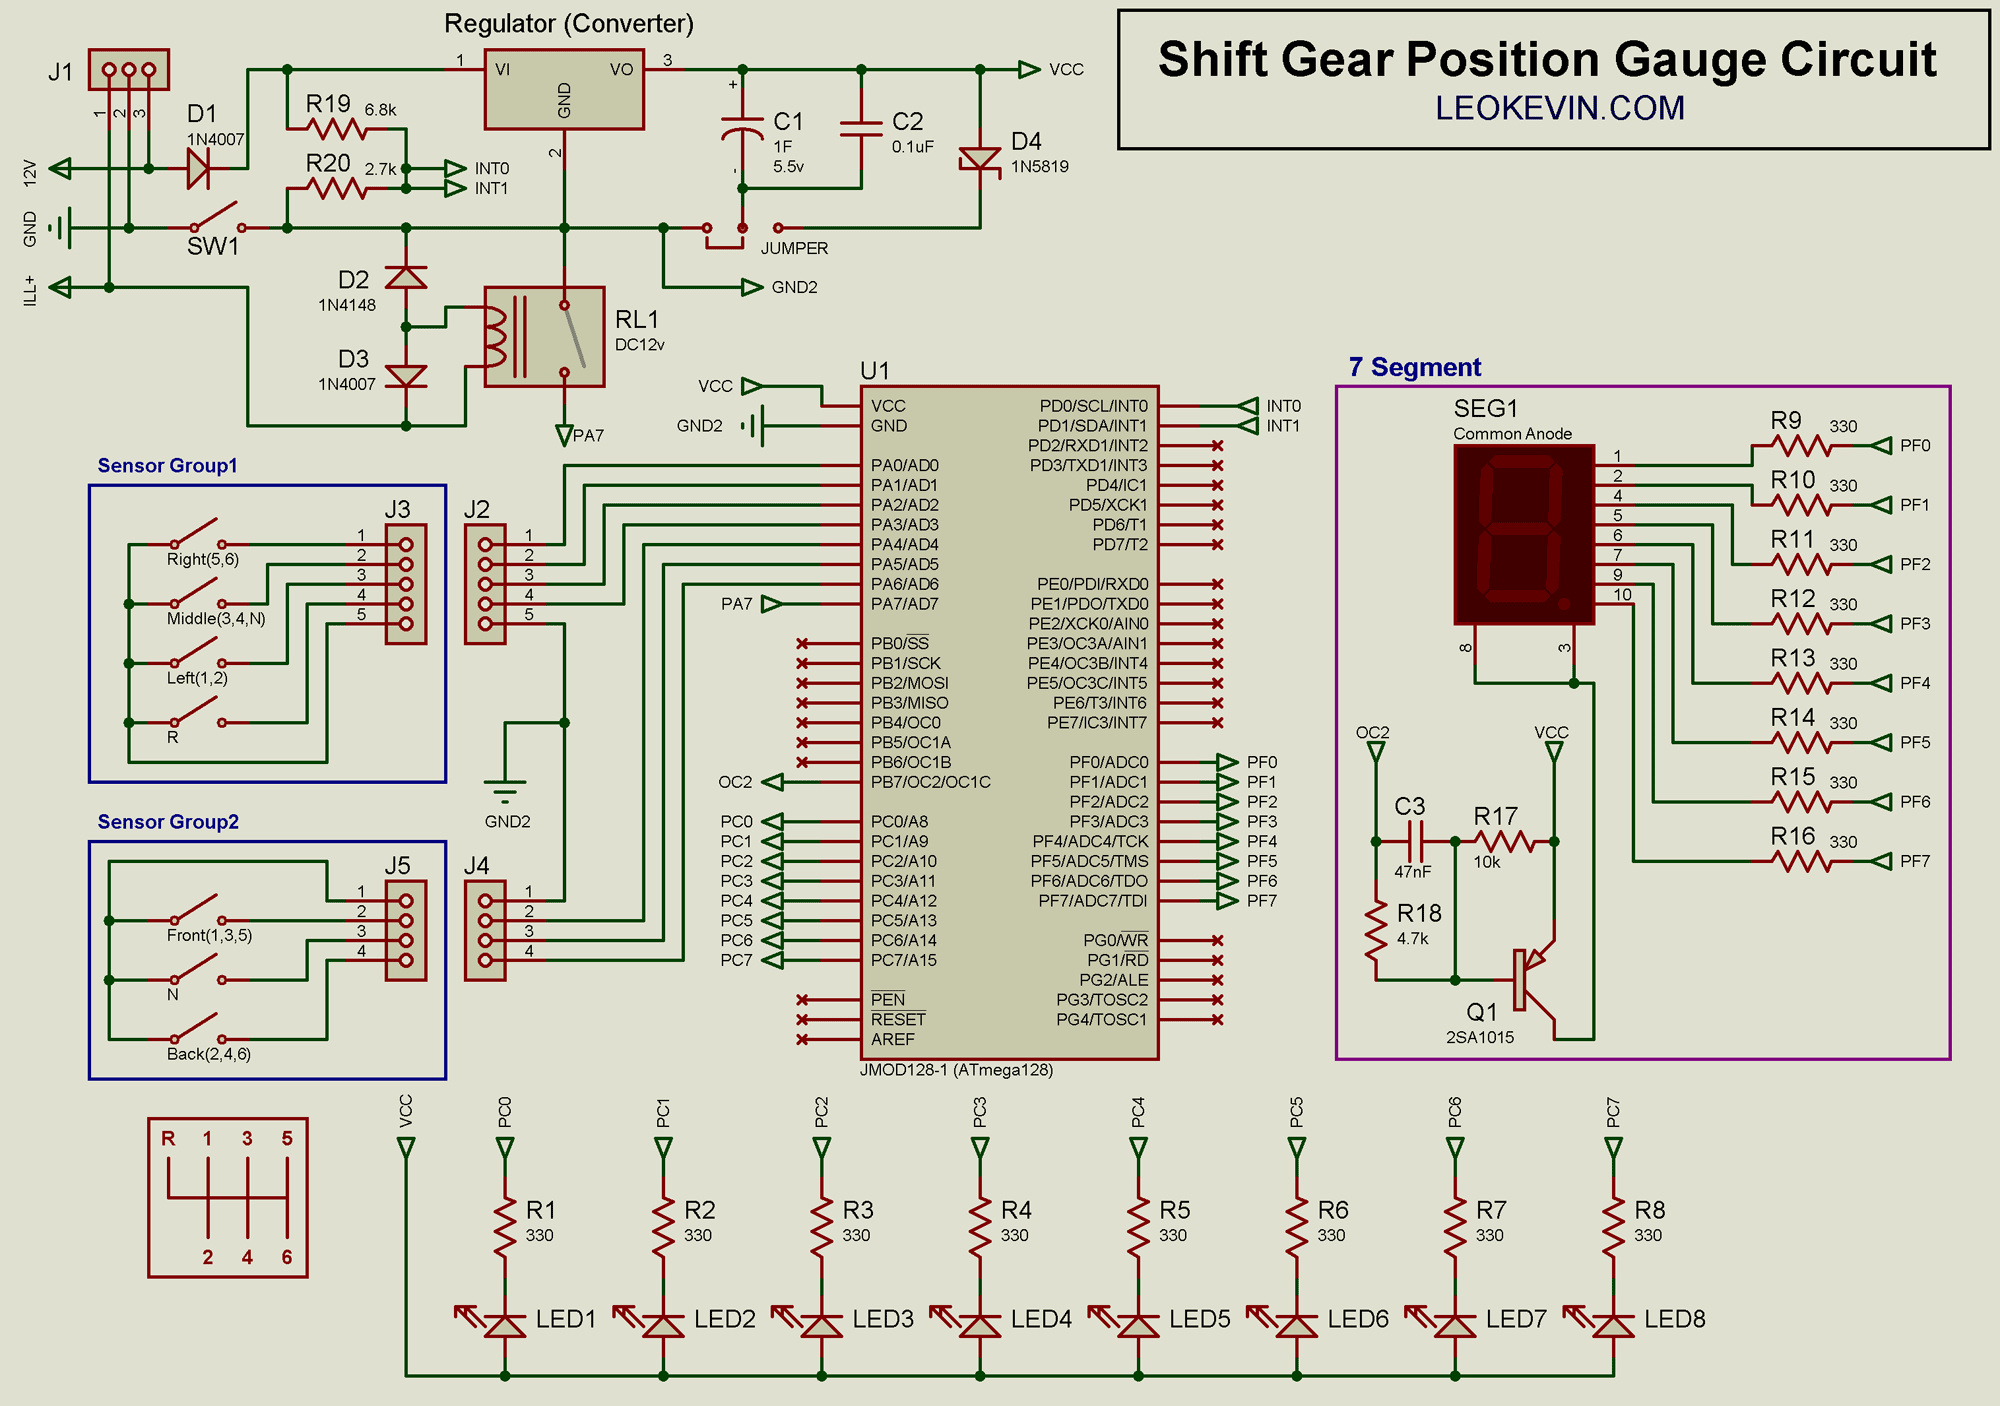 Shift Gear Position Gauge Circuit
LEOKEVIN.COM
Regulator (Converter)
J1
1
2
3
D1
1N4007
12V
GND
ILL+
SW1
R19 6.8k
R20 2.7k
INT0
INT1
1
VI
VO
3
GND
2
VCC
+
C1
1F
5.5v
-
C2
0.1uF
D4
1N5819
JUMPER
GND2
D2
1N4148
D3
1N4007
RL1
DC12v
PA7
Sensor Group1
Right(5,6)
Middle(3,4,N)
Left(1,2)
R
J3
1
2
3
4
5
J2
1
2
3
4
5
GND2
Sensor Group2
Front(1,3,5)
N
Back(2,4,6)
J5
1
2
3
4
J4
1
2
3
4
R 1 3 5
2 4 6
U1
VCC
GND2
PA7
OC2
PC0
PC1
PC2
PC3
PC4
PC5
PC6
PC7
VCC
GND
PA0/AD0
PA1/AD1
PA2/AD2
PA3/AD3
PA4/AD4
PA5/AD5
PA6/AD6
PA7/AD7
PB0/SS
PB1/SCK
PB2/MOSI
PB3/MISO
PB4/OC0
PB5/OC1A
PB6/OC1B
PB7/OC2/OC1C
PC0/A8
PC1/A9
PC2/A10
PC3/A11
PC4/A12
PC5/A13
PC6/A14
PC7/A15
PEN
RESET
AREF
PD0/SCL/INT0
PD1/SDA/INT1
PD2/RXD1/INT2
PD3/TXD1/INT3
PD4/IC1
PD5/XCK1
PD6/T1
PD7/T2
PE0/PDI/RXD0
PE1/PDO/TXD0
PE2/XCK0/AIN0
PE3/OC3A/AIN1
PE4/OC3B/INT4
PE5/OC3C/INT5
PE6/T3/INT6
PE7/IC3/INT7
PF0/ADC0
PF1/ADC1
PF2/ADC2
PF3/ADC3
PF4/ADC4/TCK
PF5/ADC5/TMS
PF6/ADC6/TDO
PF7/ADC7/TDI
PG0/WR
PG1/RD
PG2/ALE
PG3/TOSC2
PG4/TOSC1
INT0
INT1
PF0
PF1
PF2
PF3
PF4
PF5
PF6
PF7
JMOD128-1 (ATmega128)
7 Segment
SEG1
Common Anode
1
2
4
5
6
7
9
10
8
3
R9 330 PF0
R10 330 PF1
R11 330 PF2
R12 330 PF3
R13 330 PF4
R14 330 PF5
R15 330 PF6
R16 330 PF7
OC2
VCC
C3
47nF
R17
10k
R18
4.7k
Q1
2SA1015
VCC
PC0
PC1
PC2
PC3
PC4
PC5
PC6
PC7
R1 R2 R3 R4 R5 R6 R7 R8
330 330 330 330 330 330 330 330
LED1 LED2 LED3 LED4 LED5 LED6 LED7 LED8